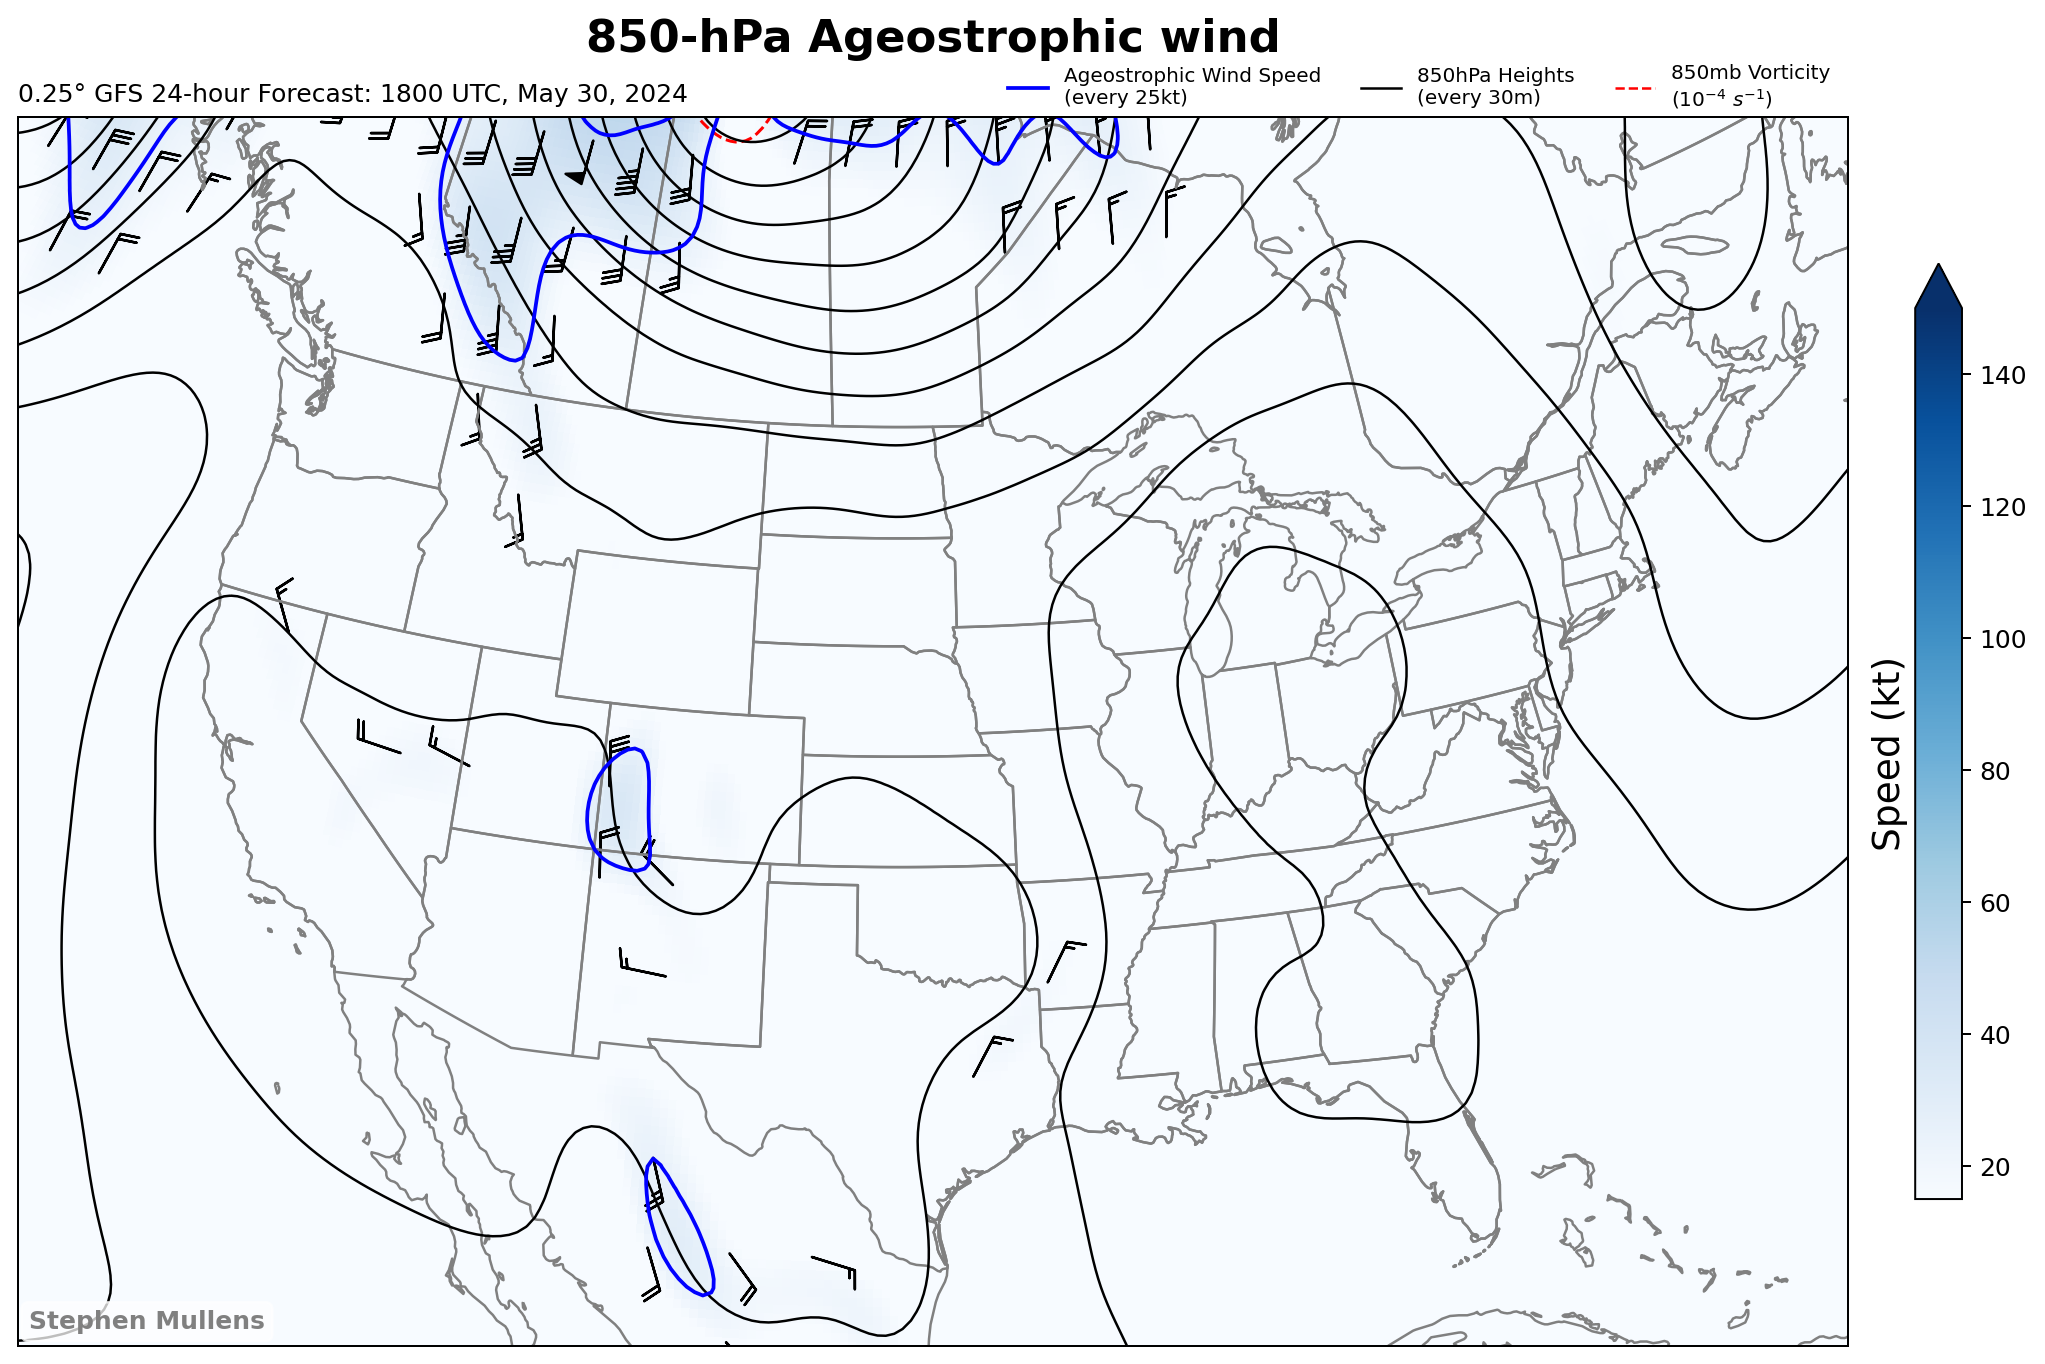 850-hPa Ageostrophic wind
0.25° GFS 24-hour Forecast: 1800 UTC, May 30, 2024
Ageostrophic Wind Speed
(every 25kt)
850hPa Heights
(every 30m)
850mb Vorticity
(10⁻⁴ s⁻¹)
140
120
100
80
60
40
20
Speed (kt)
Stephen Mullens